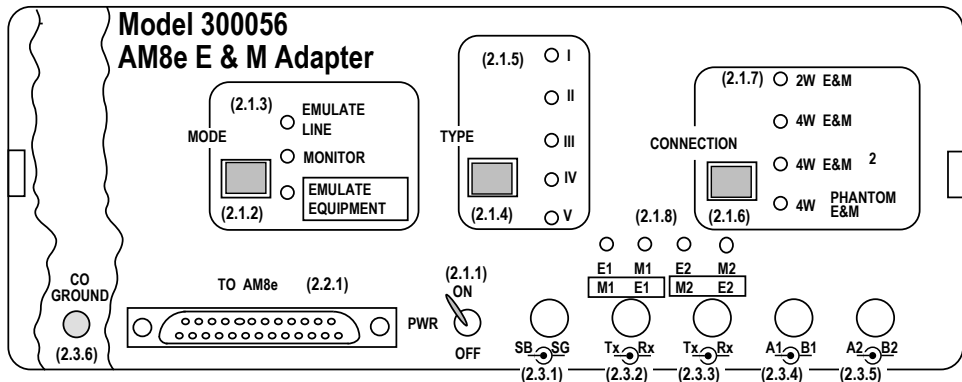 Model 300056
AM8e E & M Adapter
(2.1.3)
EMULATE
LINE
MODE
MONITOR
EMULATE
EQUIPMENT
(2.1.2)
(2.1.5)
I
II
III
IV
V
TYPE
(2.1.4)
(2.1.7)
2W E&M
4W E&M
4W E&M 2
4W PHANTOM
E&M
CONNECTION
(2.1.6)
(2.1.8)
E1 M1 E2 M2
M1 E1 M2 E2
CO
GROUND
(2.3.6)
TO AM8e (2.2.1)
(2.1.1)
ON
PWR
OFF
SB SG
(2.3.1)
Tx Rx
(2.3.2)
Tx Rx
(2.3.3)
A1 B1
(2.3.4)
A2 B2
(2.3.5)